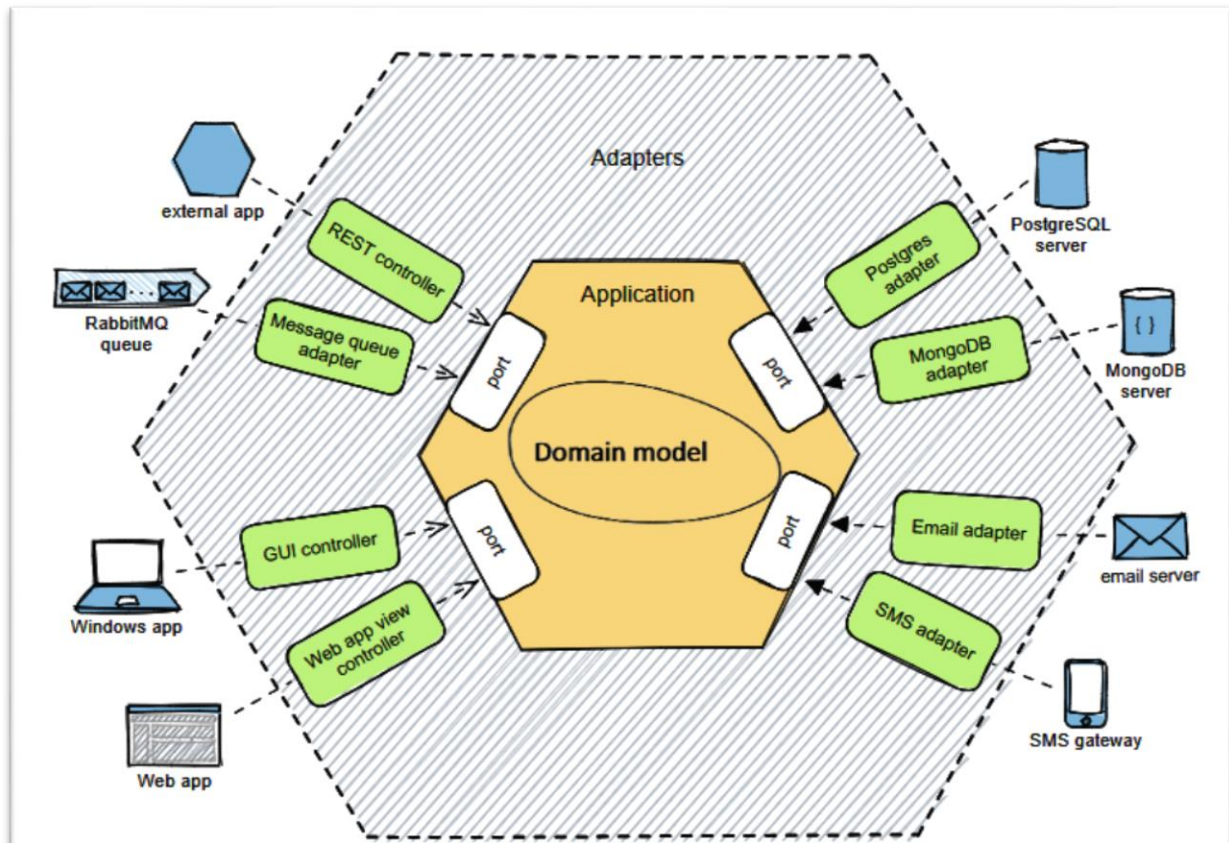 Adapters
external app
REST controller
RabbitMQ
queue
Message queue
adapter
Application
port
port
Domain model
Postgres
adapter
PostgreSQL
server
MongoDB
adapter
{ }
MongoDB
server
GUI controller
Windows app
port
port
Email adapter
email server
Web app view
controller
Web app
SMS adapter
SMS gateway